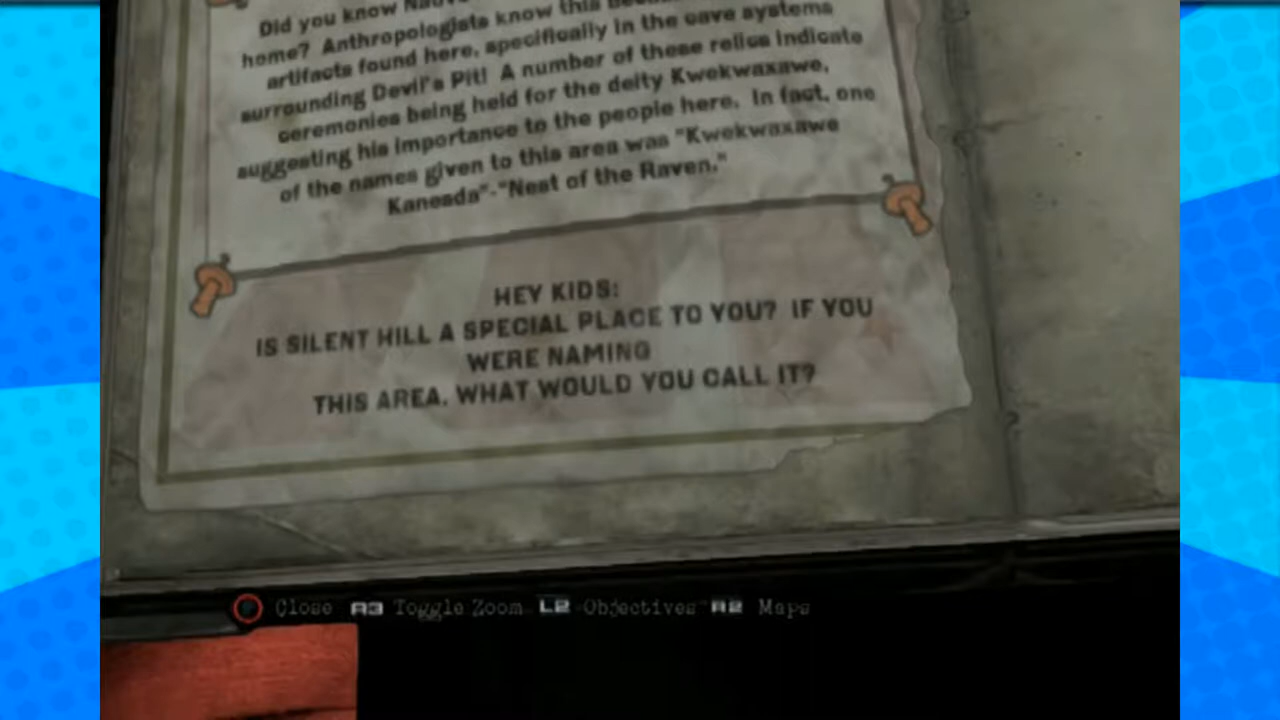 Did you know
home? Anthropologists know this
artifacts found here, specifically in the cave systems
surrounding Devil's Pit! A number of these relics indicate
ceremonies being held for the deity Kwekwaxawe,
suggesting his importance to the people here. In fact, one
of the names given to this area was "Kwekwaxawe
Kaneada"-"Nest of the Raven."
HEY KIDS:
IS SILENT HILL A SPECIAL PLACE TO YOU? IF YOU
WERE NAMING
THIS AREA, WHAT WOULD YOU CALL IT?
Close R3 Toggle Zoom L2 Objectives R2 Maps